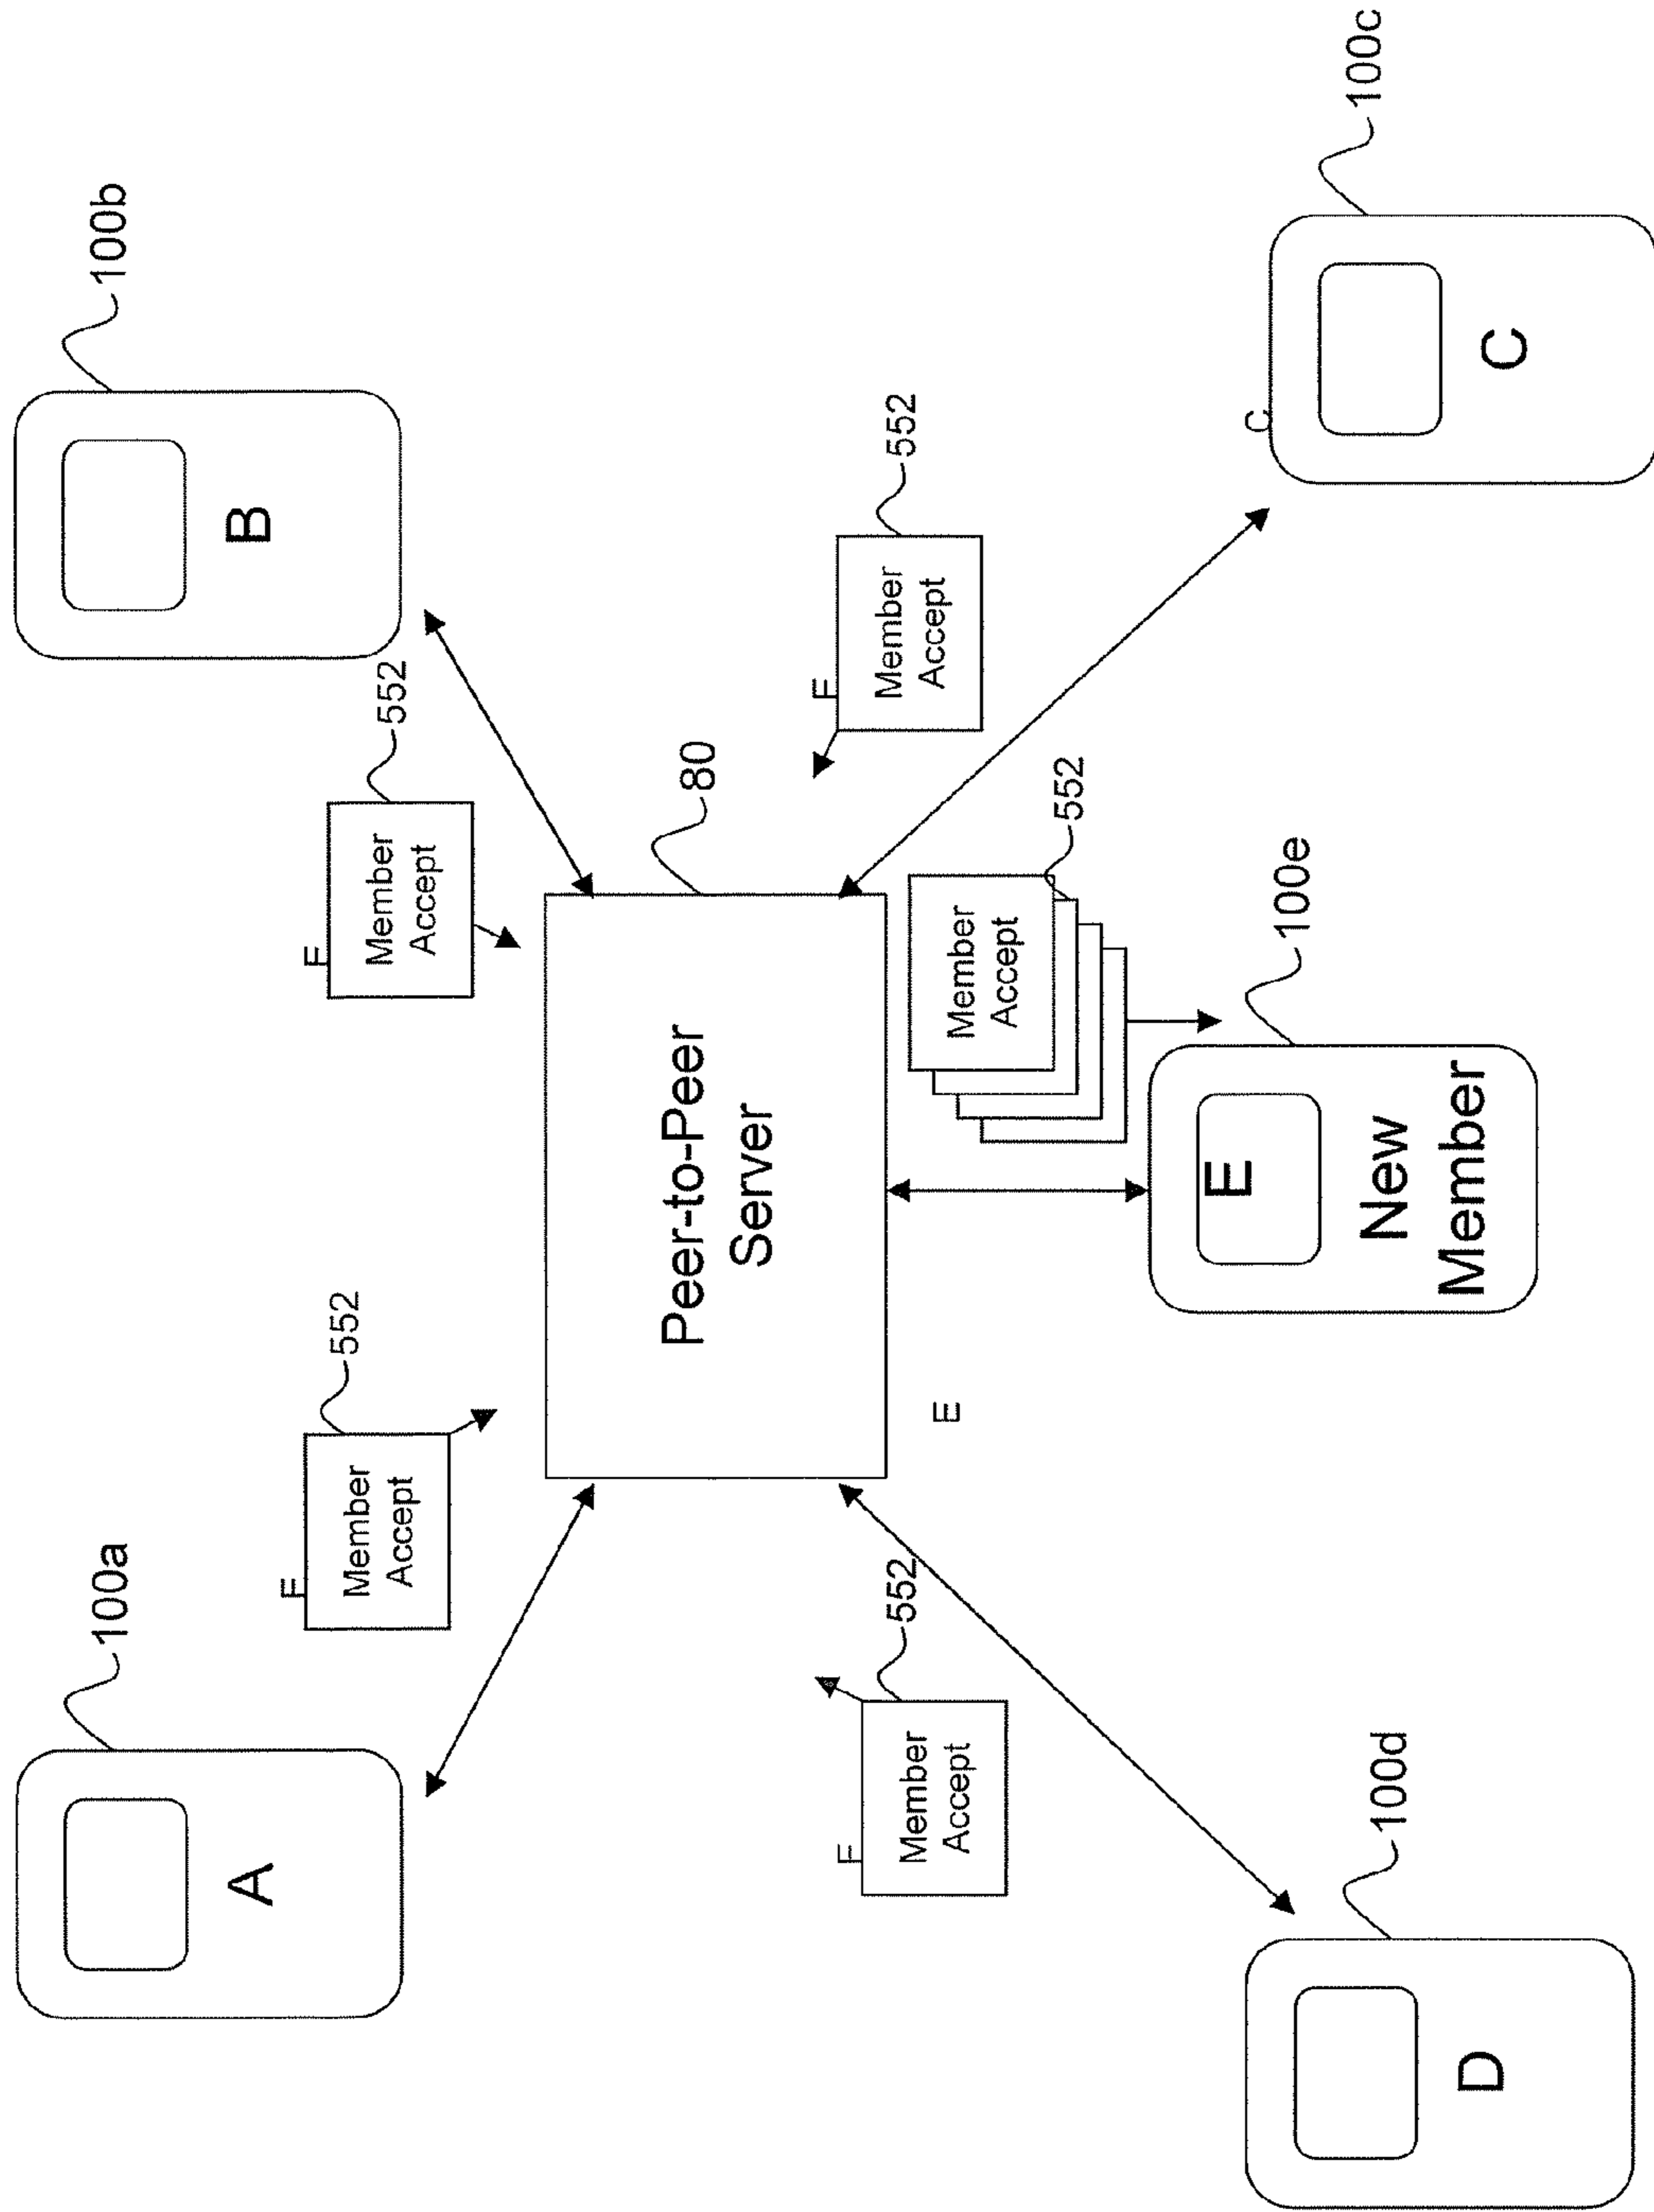 100a
100b
A
B
F
552
Member
Accept
F
552
Member
Accept
80
Peer-to-Peer
Server
F
552
Member
Accept
F
552
Member
Accept
E
Member
Accept
552
100e
E
New
Member
100d
D
C
100c
C